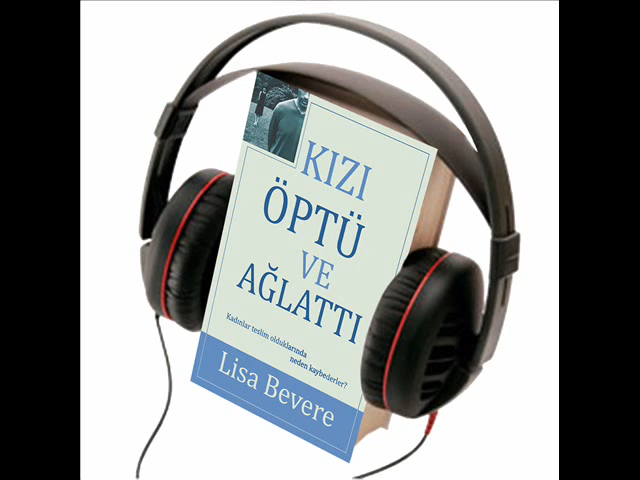 KIZI
ÖPTÜ
VE
AĞLATTI
Kadınlar teslim olduklarında
neden kaybederler?
Lisa Bevere